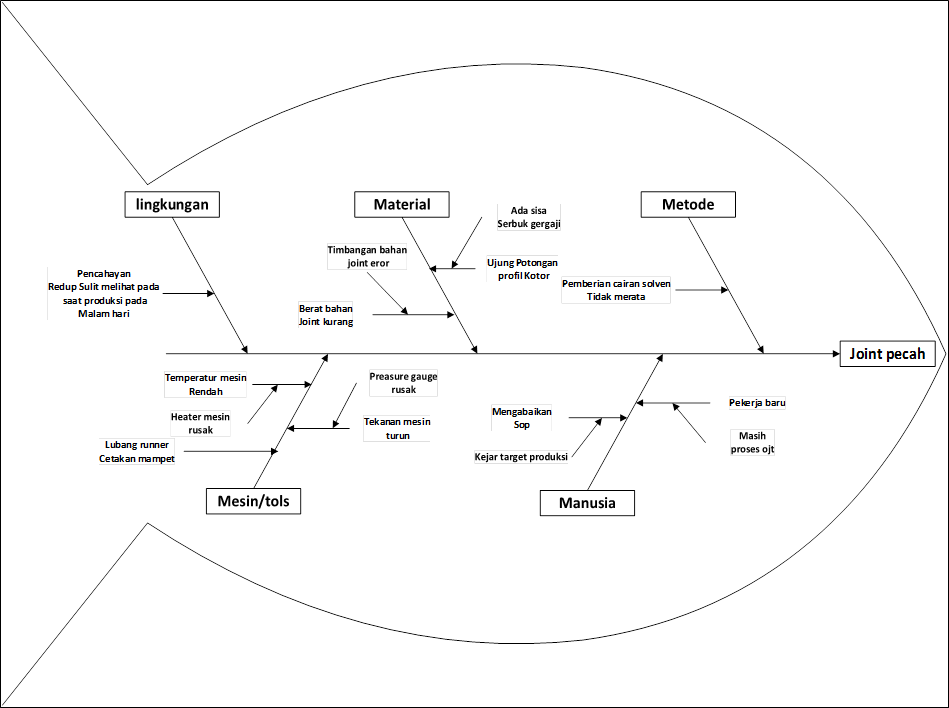 lingkungan
Material
Metode
Ada sisa
Serbuk gergaji
Timbangan bahan
joint eror
Ujung Potongan
profil Kotor
Pencahayan
Redup Sulit melihat pada
saat produksi pada
Malam hari
Pemberian cairan solven
Tidak merata
Berat bahan
Joint kurang
Joint pecah
Temperatur mesin
Rendah
Preasure gauge
rusak
Heater mesin
rusak
Tekanan mesin
turun
Lubang runner
Cetakan mampet
Mengabaikan
Sop
Pekerja baru
Masih
proses ojt
Kejar target produksi
Mesin/tols
Manusia